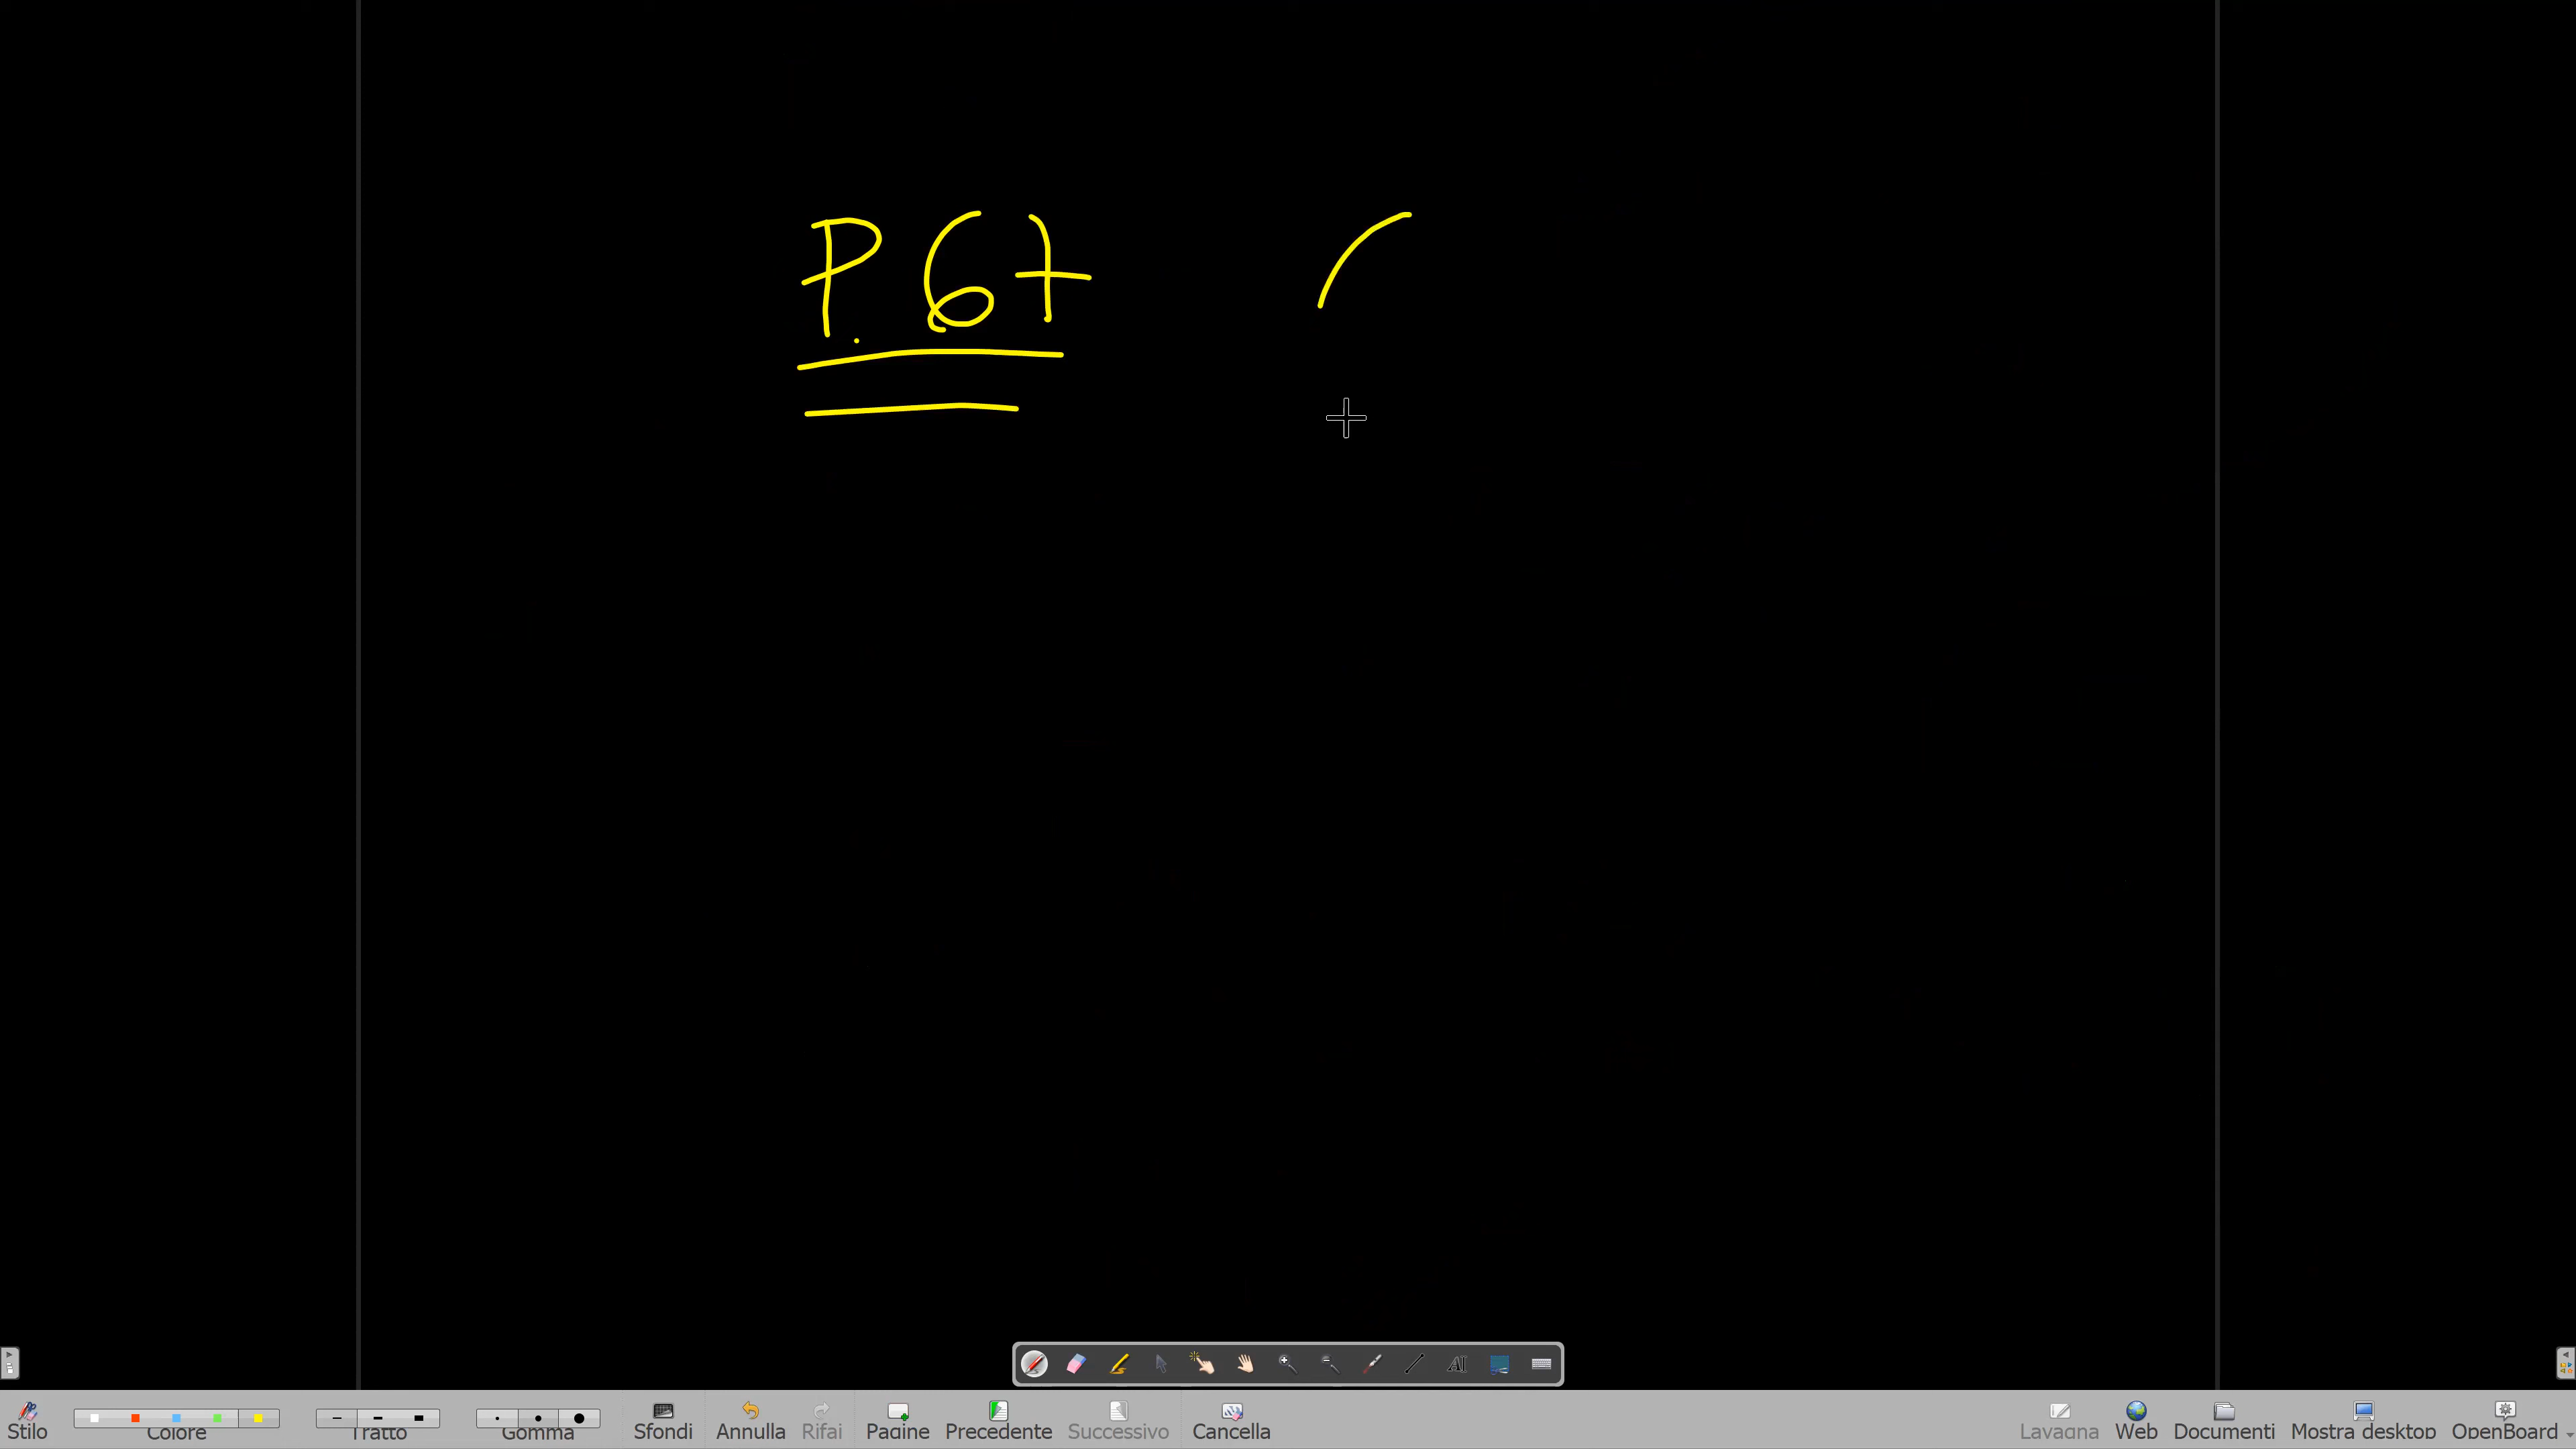 P. 67
Stilo Colore Tratto Gomma Sfondi Annulla Rifai Pagine Precedente Successivo Cancella Lavagna Web Documenti Mostra desktop OpenBoard